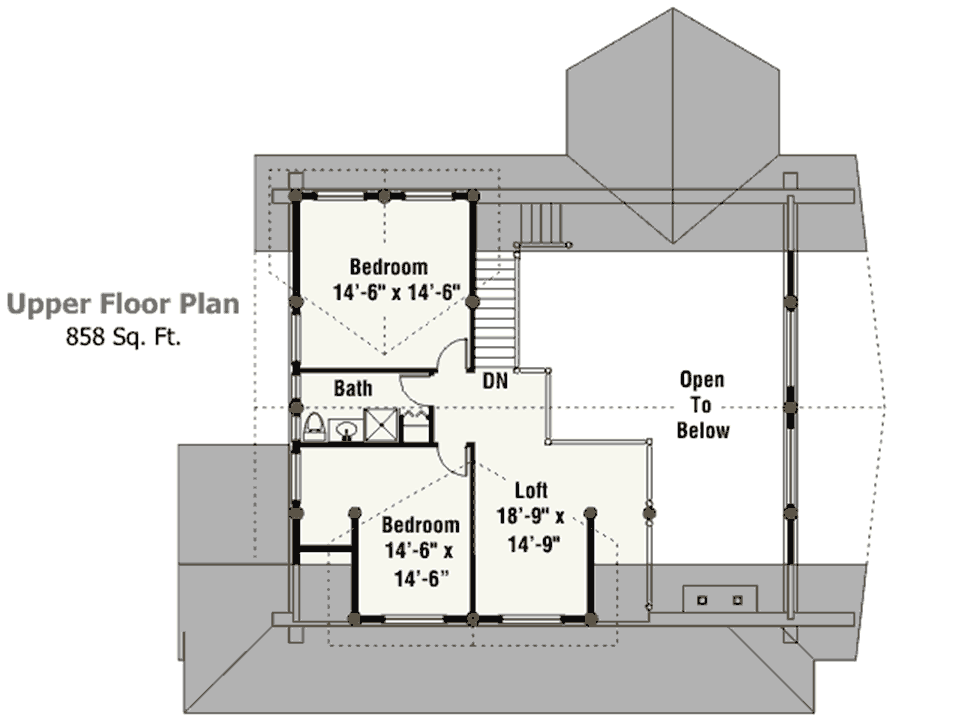 Upper Floor Plan
858 Sq. Ft.
Bedroom
14'-6" x 14'-6"
Bath
DN
Open
To
Below
Loft
18'-9" x
14'-9"
Bedroom
14'-6" x
14'-6”